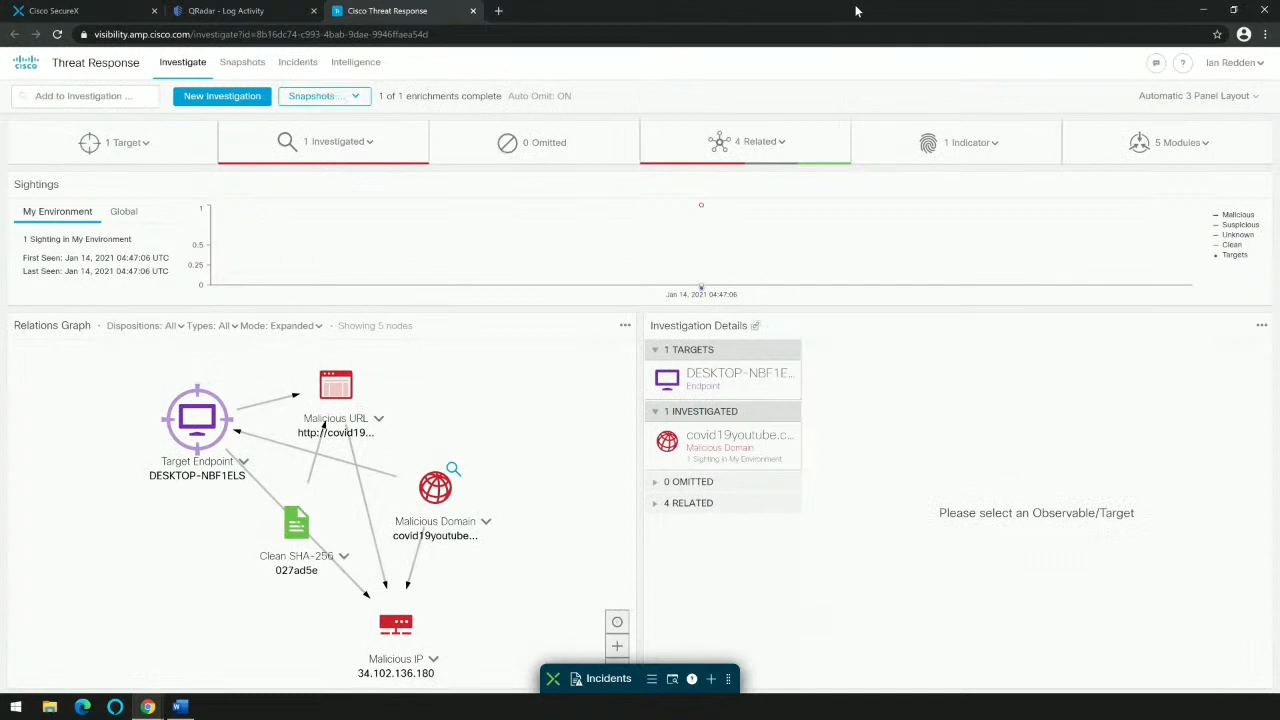 Cisco SecureX
QRadar - Log Activity
Cisco Threat Response
visibility.amp.cisco.com/investigate?id=8b16dc74-c993-4bab-9dae-9946ffaea54d
cisco
Threat Response
Investigate
Snapshots
Incidents
Intelligence
Ian Redden
Add to Investigation ...
New Investigation
Snapshots ...
1 of 1 enrichments complete
Auto Omit: ON
Automatic 3 Panel Layout
1 Target
1 Investigated
0 Omitted
4 Related
1 Indicator
5 Modules
Sightings
My Environment
Global
1 Sighting in My Environment
First Seen: Jan 14, 2021 04:47:06 UTC
Last Seen: Jan 14, 2021 04:47:06 UTC
1
0.5
0.25
0
Jan 14, 2021 04:47:06
Malicious
Suspicious
Unknown
Clean
Targets
Relations Graph · Dispositions: All Types: All Mode: Expanded · Showing 5 nodes
Malicious URL
http://covid19...
Target Endpoint
DESKTOP-NBF1ELS
Malicious Domain
covid19youtube...
Clean SHA-256
027ad5e
Malicious IP
34.102.136.180
Investigation Details
1 TARGETS
DESKTOP-NBF1E...
Endpoint
1 INVESTIGATED
covid19youtube.c...
Malicious Domain
1 Sighting in My Environment
0 OMITTED
4 RELATED
Please select an Observable/Target
Incidents